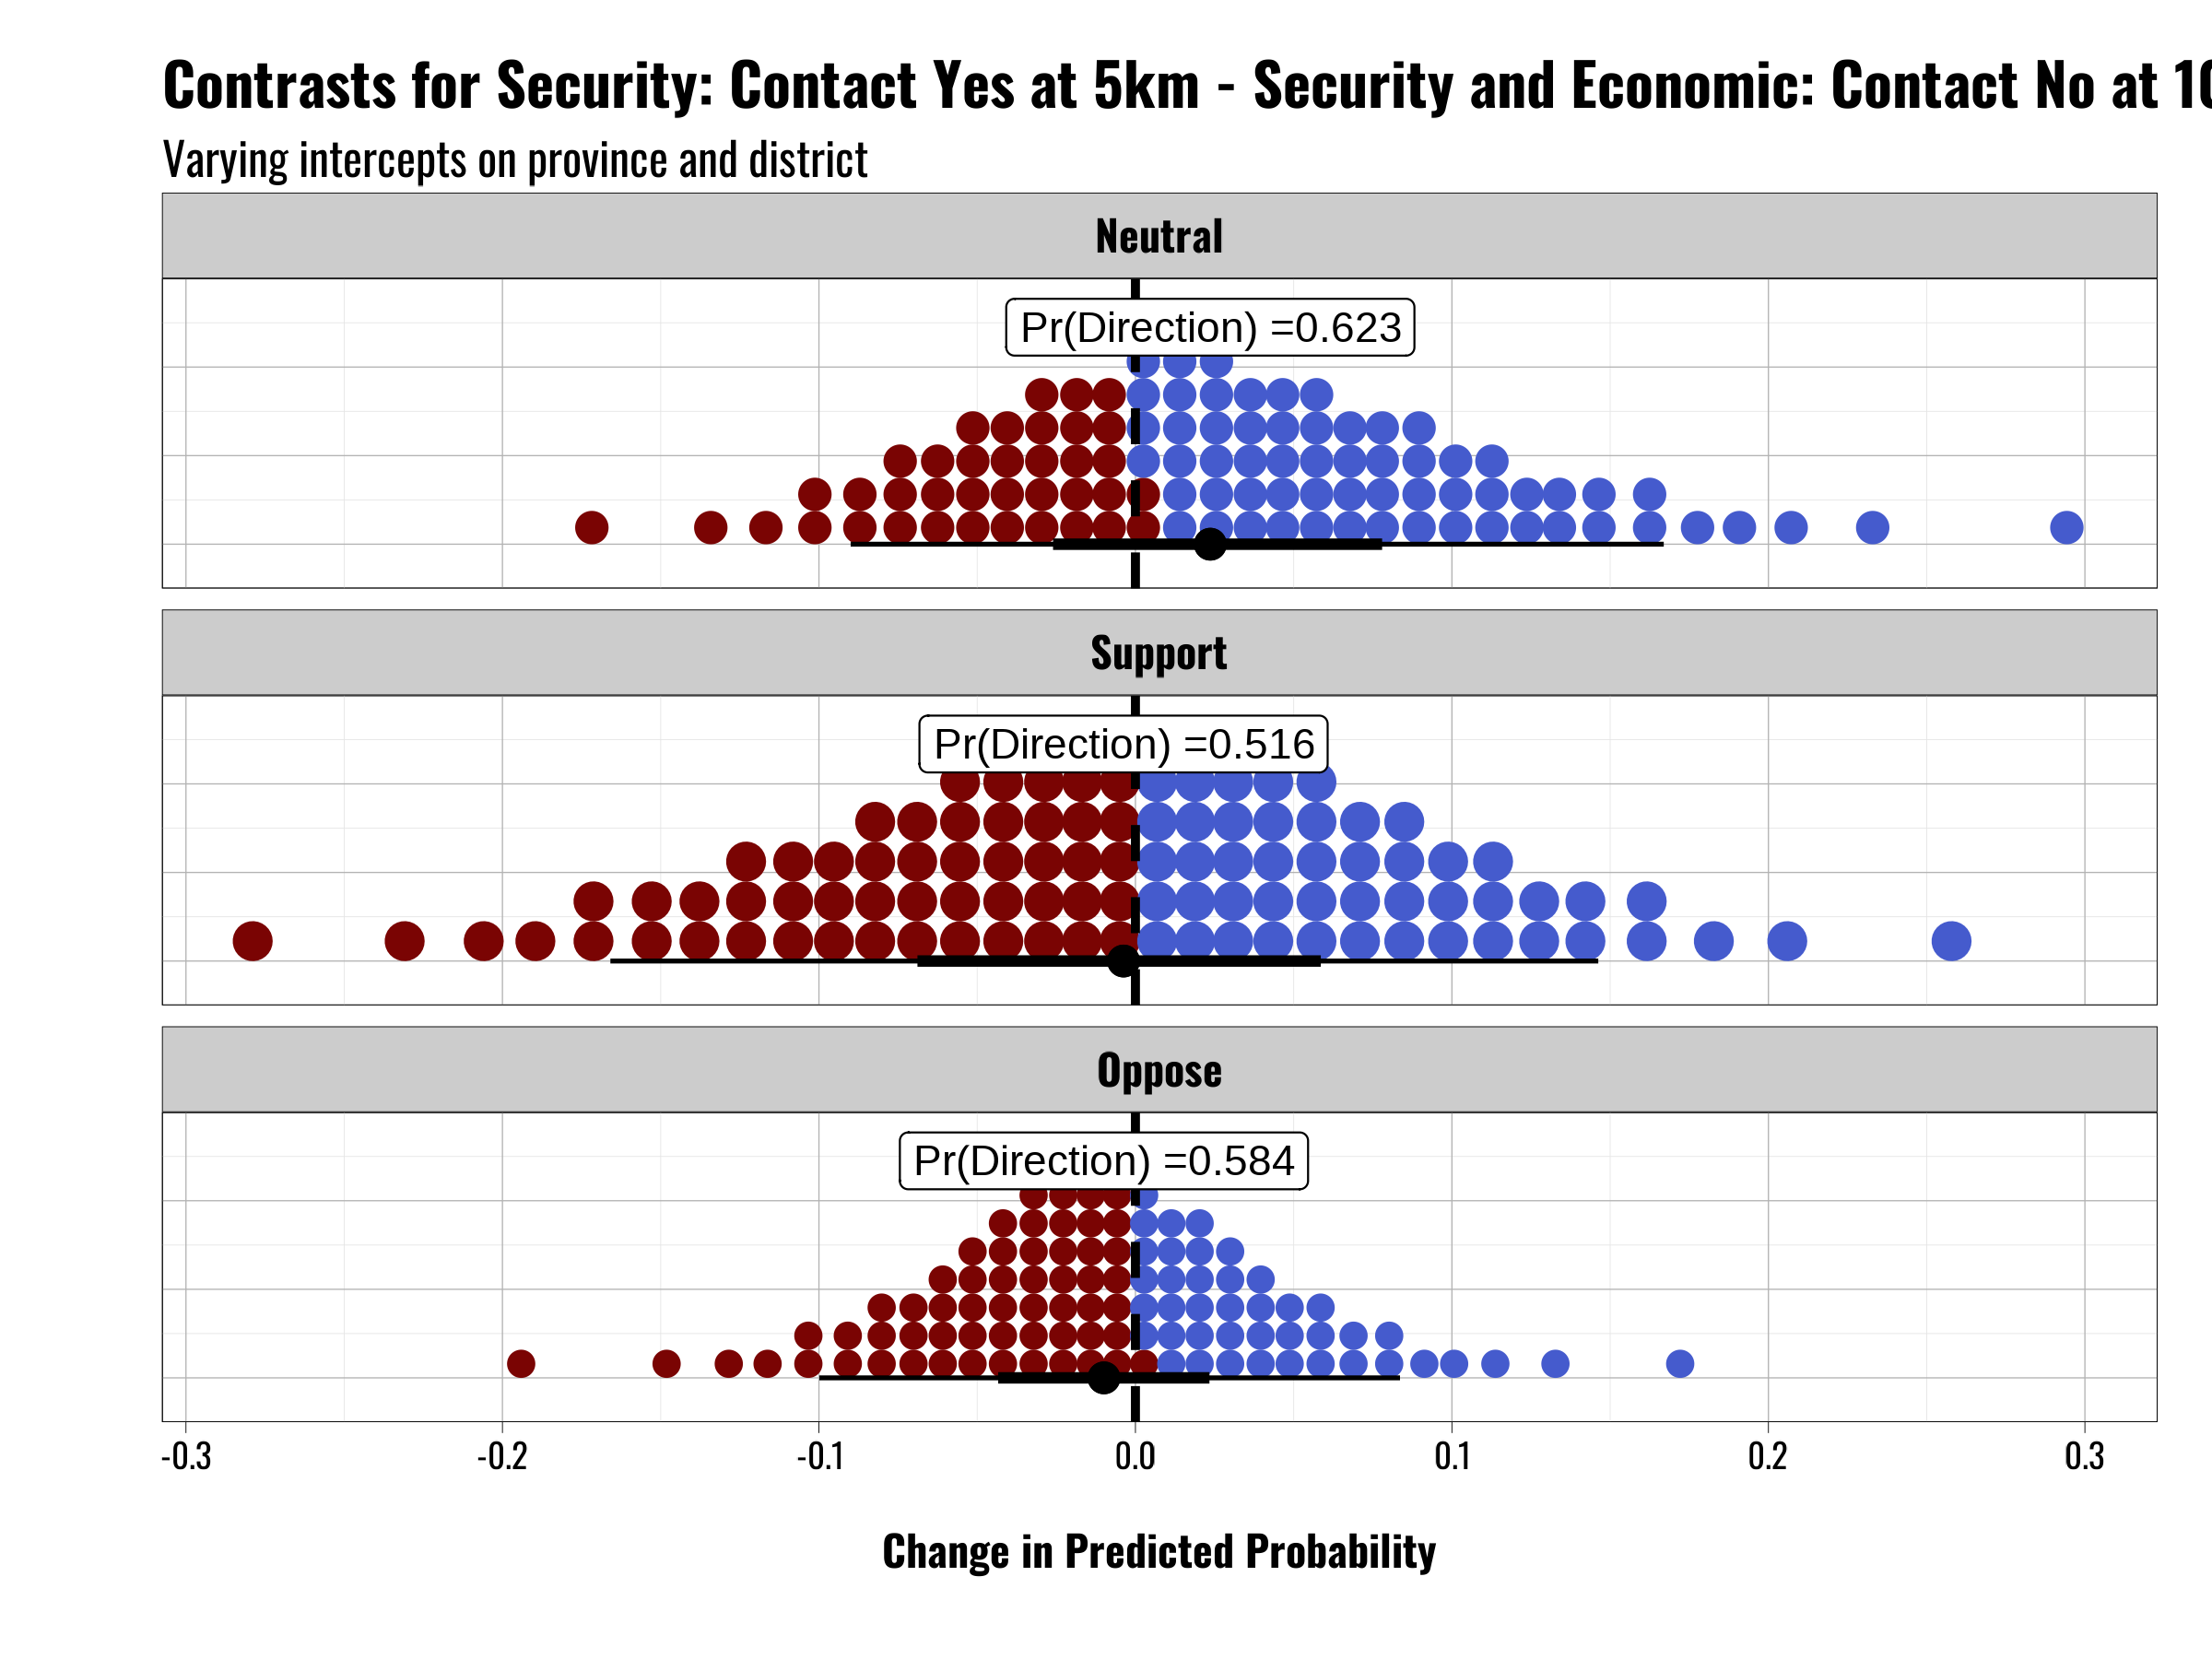 Contrasts for Security: Contact Yes at 5km - Security and Economic: Contact No at
Varying intercepts on province and district
Neutral
Pr(Direction) =0.623
Support
Pr(Direction) =0.516
Oppose
Pr(Direction) =0.584
-0.3 -0.2 -0.1 0.0 0.1 0.2 0.3
Change in Predicted Probability